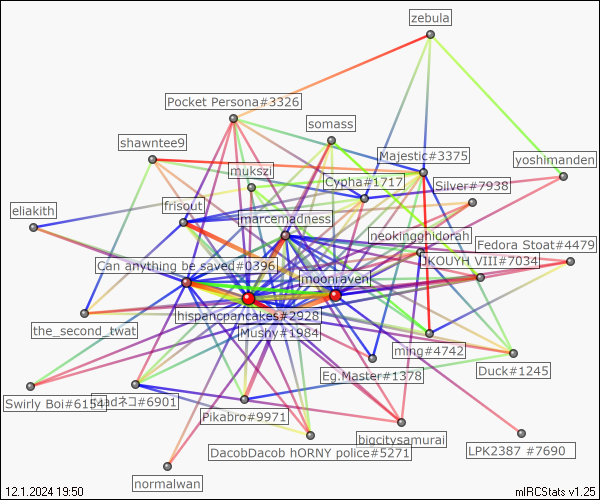 zebula
Pocket Persona#3326
somass
shawntee9
Majestic#3375
mukszi
yoshimanden
Cypha#1717
Silver#7938
frisout
eliakith
marcemadness
neokingghidorah
Fedora Stoat#4479
JKOUYH VIII#7034
Can anything be saved#0396
moonraven
hispancpancakes#2928
the_second_twat
Mushy#1984
ming#4742
Duck#1245
Eg.Master#1378
Swirly Boi#6154
ネコ#6901
Pikabro#9971
bigcitysamurai
DacobDacob hORNY police#5271
LPK2387 #7690
normalwan
12.1.2024 19:50
mIRCStats v1.25